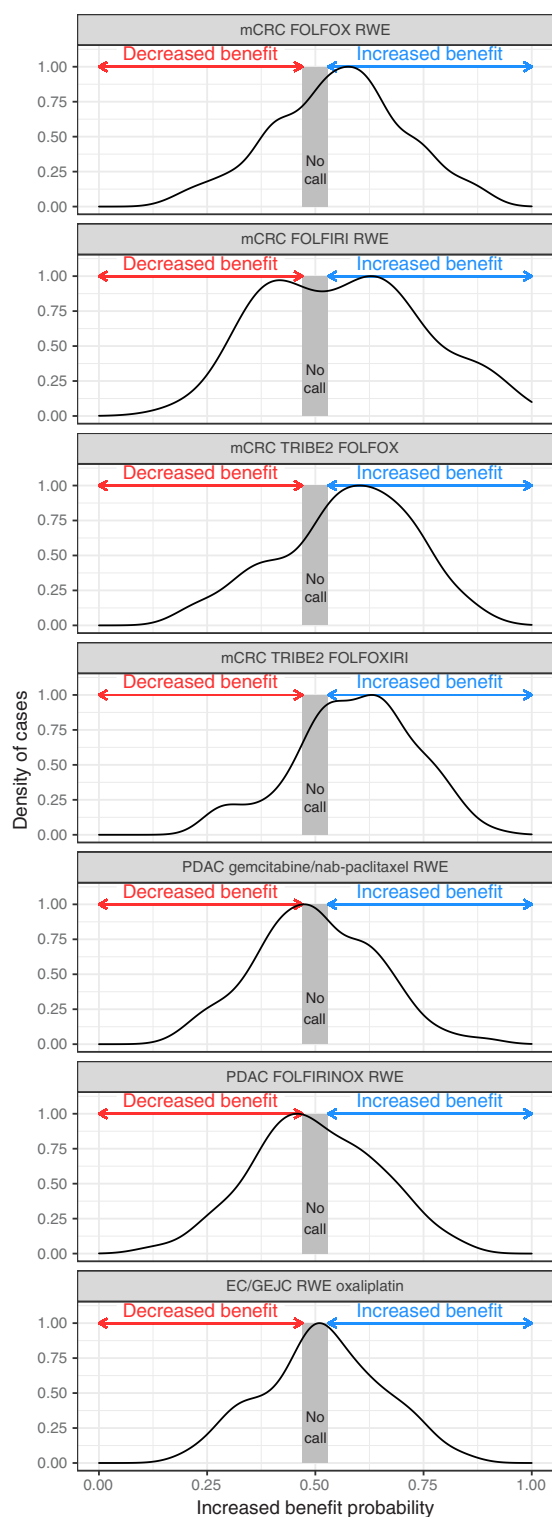 mCRC FOLFOX RWE
Decreased benefit Increased benefit
1.00
0.75
0.50
0.25
0.00
No
call
mCRC FOLFIRI RWE
Decreased benefit Increased benefit
1.00
0.75
0.50
0.25
0.00
No
call
mCRC TRIBE2 FOLFOX
Decreased benefit Increased benefit
1.00
0.75
0.50
0.25
0.00
No
call
mCRC TRIBE2 FOLFOXIRI
Decreased benefit Increased benefit
1.00
0.75
0.50
0.25
0.00
No
call
Density of cases
PDAC gemcitabine/nab-paclitaxel RWE
Decreased benefit Increased benefit
1.00
0.75
0.50
0.25
0.00
No
call
PDAC FOLFIRINOX RWE
Decreased benefit Increased benefit
1.00
0.75
0.50
0.25
0.00
No
call
EC/GEJC RWE oxaliplatin
Decreased benefit Increased benefit
1.00
0.75
0.50
0.25
0.00
No
call
0.00 0.25 0.50 0.75 1.00
Increased benefit probability